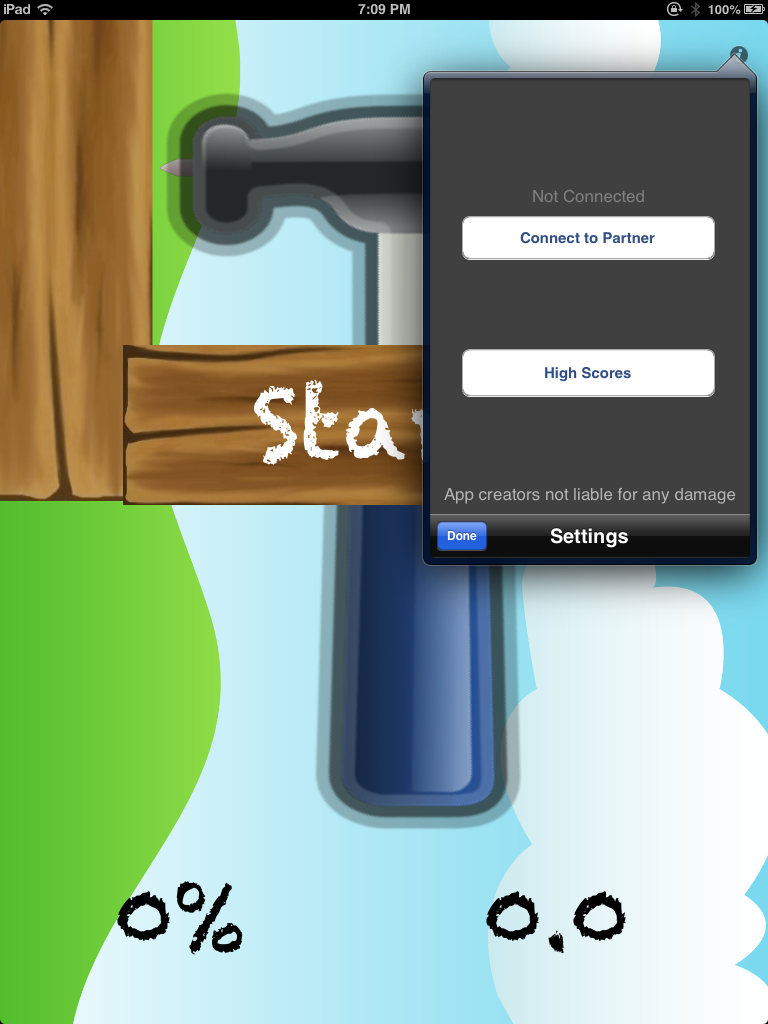 iPad 7:09 PM 100%
Not Connected
Connect to Partner
High Scores
App creators not liable for any damage
Done Settings
Sta
0% 0.0